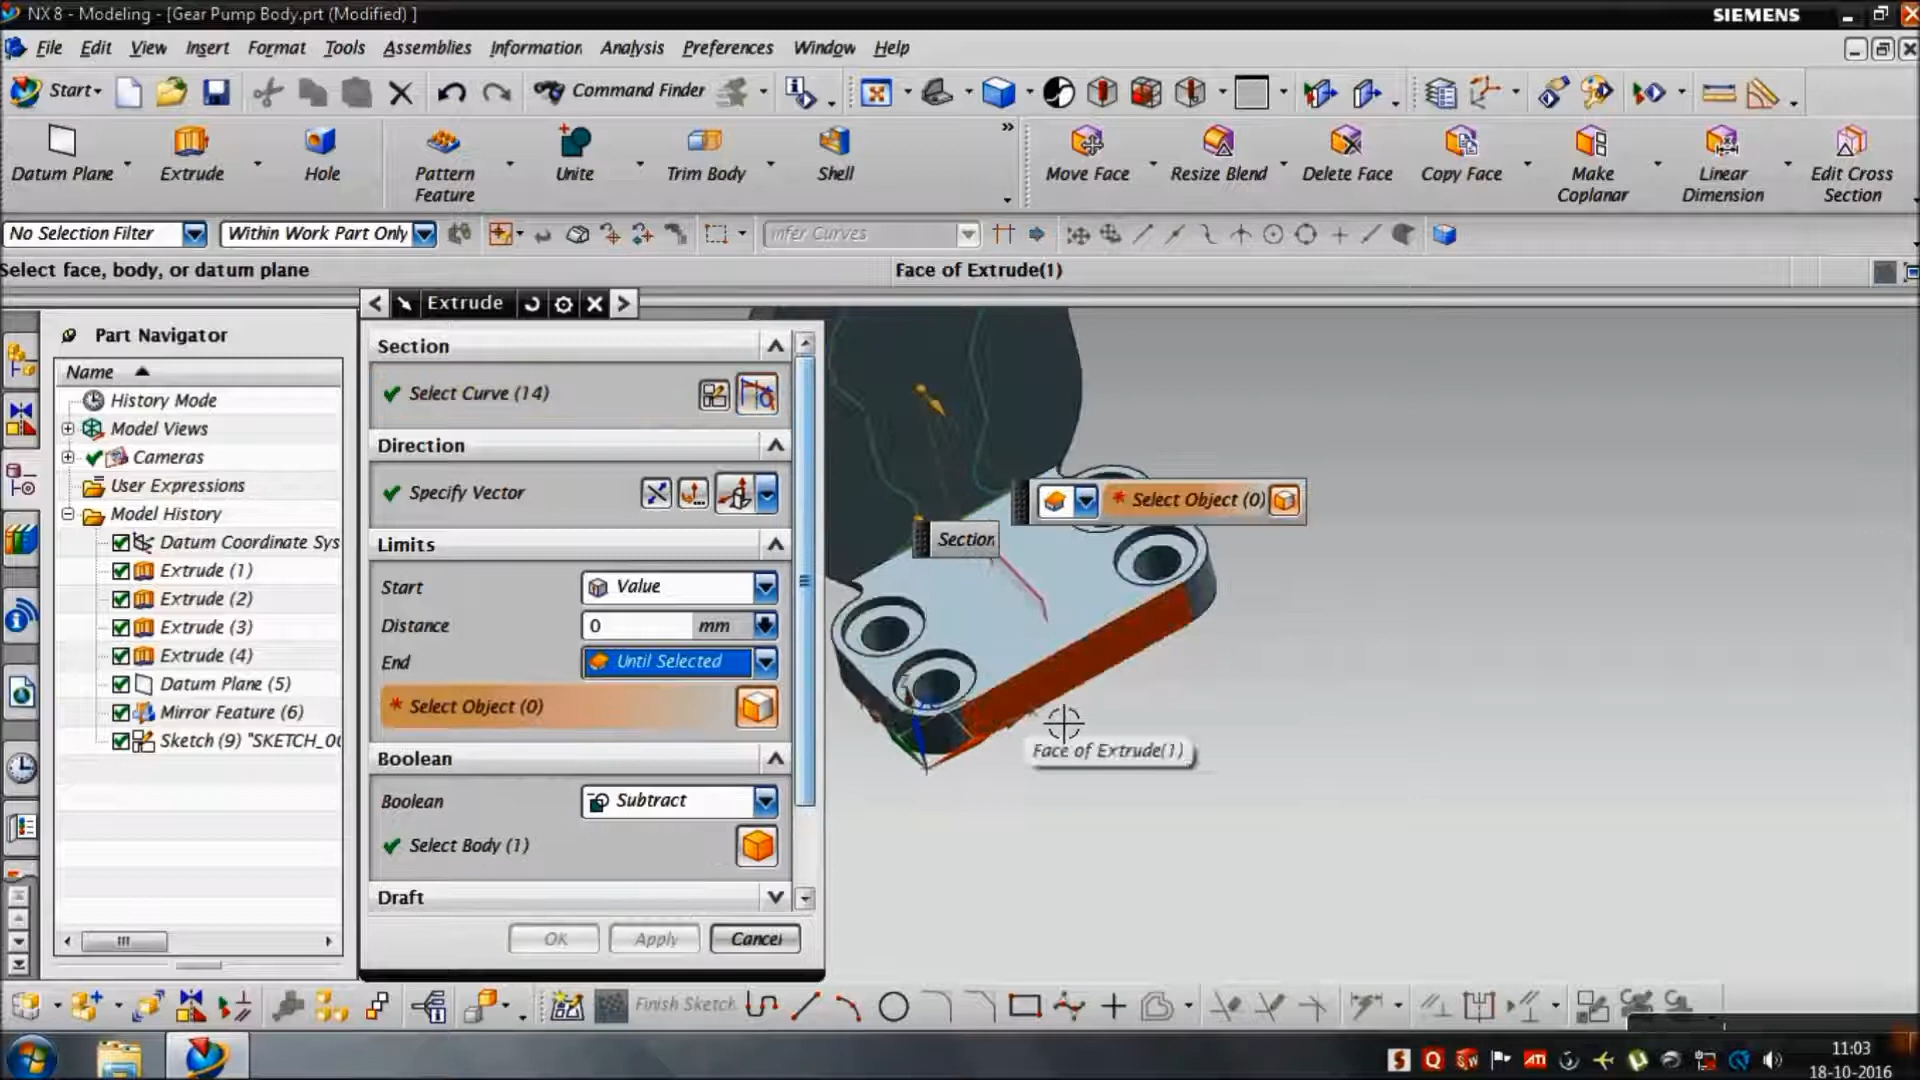 NX 8 - Modeling - [Gear Pump Body.prt (Modified) ]
SIEMENS
File Edit View Insert Format Tools Assemblies Information Analysis Preferences Window Help
Start Command Finder
Datum Plane
Extrude
Hole
Pattern
Feature
Unite
Trim Body
Shell
Move Face
Resize Blend
Delete Face
Copy Face
Make
Coplanar
Linear
Dimension
Edit Cross
Section
No Selection Filter
Within Work Part Only
Infer Curves
Select face, body, or datum plane
Face of Extrude(1)
Part Navigator
Name
History Mode
Model Views
Cameras
User Expressions
Model History
Datum Coordinate Sys
Extrude (1)
Extrude (2)
Extrude (3)
Extrude (4)
Datum Plane (5)
Mirror Feature (6)
Sketch (9) "SKETCH_00
Extrude
Section
Select Curve (14)
Direction
Specify Vector
Limits
Start
Value
Distance
0 mm
End
Until Selected
* Select Object (0)
Boolean
Boolean
Subtract
Select Body (1)
Draft
OK
Apply
Cancel
* Select Object (0)
Section
Face of Extrude(1)
Finish Sketch
11:03
18-10-2016